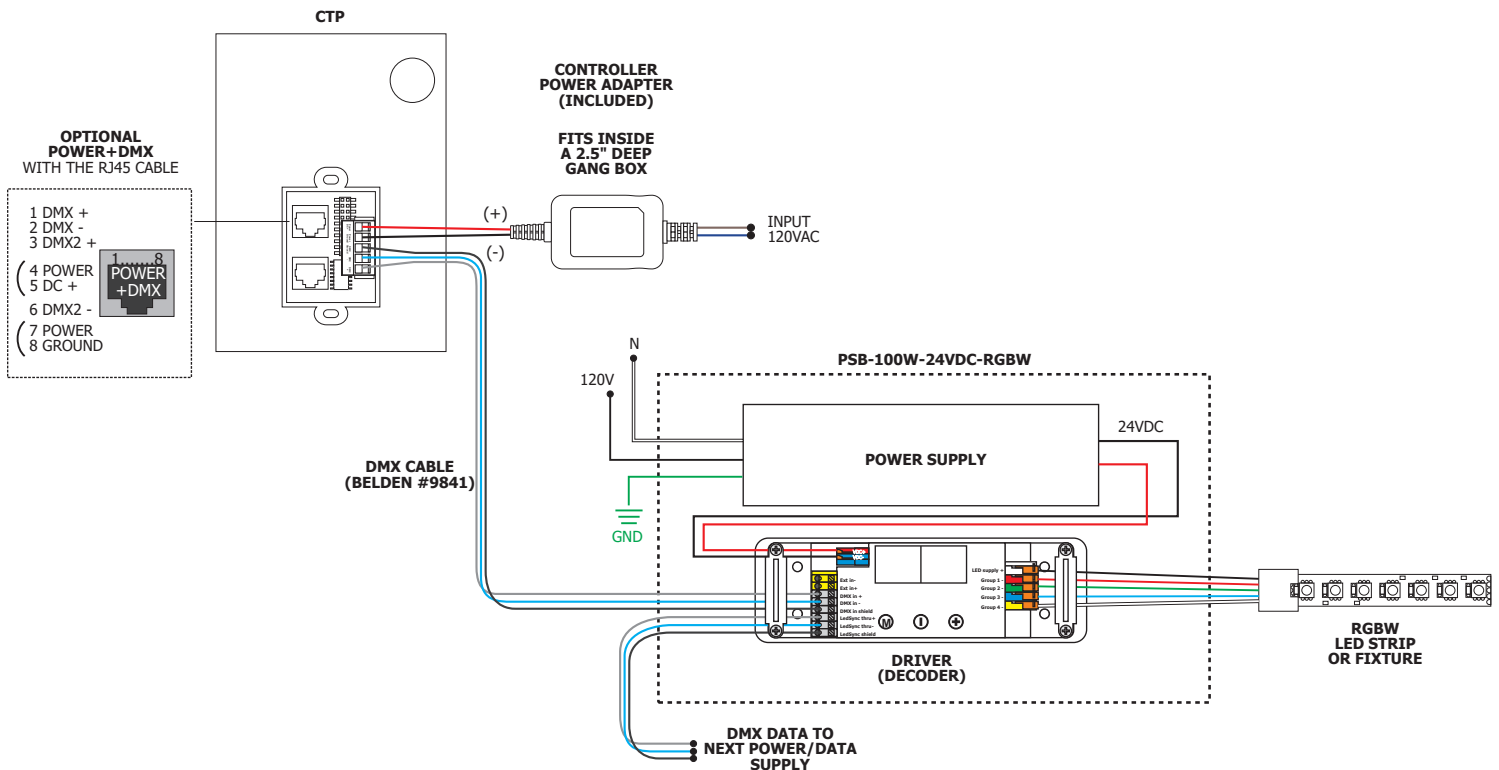 CTP
CONTROLLER
POWER ADAPTER
(INCLUDED)
FITS INSIDE
A 2.5" DEEP
GANG BOX
OPTIONAL
POWER+DMX
WITH THE RJ45 CABLE
1 DMX +
2 DMX -
3 DMX2 +
4 POWER
5 DC +
6 DMX2 -
7 POWER
8 GROUND
1 8
POWER
+DMX
(+)
(-)
INPUT
120VAC
DMX CABLE
(BELDEN #9841)
N
120V
GND
PSB-100W-24VDC-RGBW
POWER SUPPLY
24VDC
VDC+
VDC-
Ext in-
Ext in+
DMX in +
DMX in -
DMX in shield
LedSync thru+
LedSync thru-
LedSync shield
M
I
+
LED supply +
Group 1 -
Group 2 -
Group 3 -
Group 4 -
DRIVER
(DECODER)
RGBW
LED STRIP
OR FIXTURE
DMX DATA TO
NEXT POWER/DATA
SUPPLY